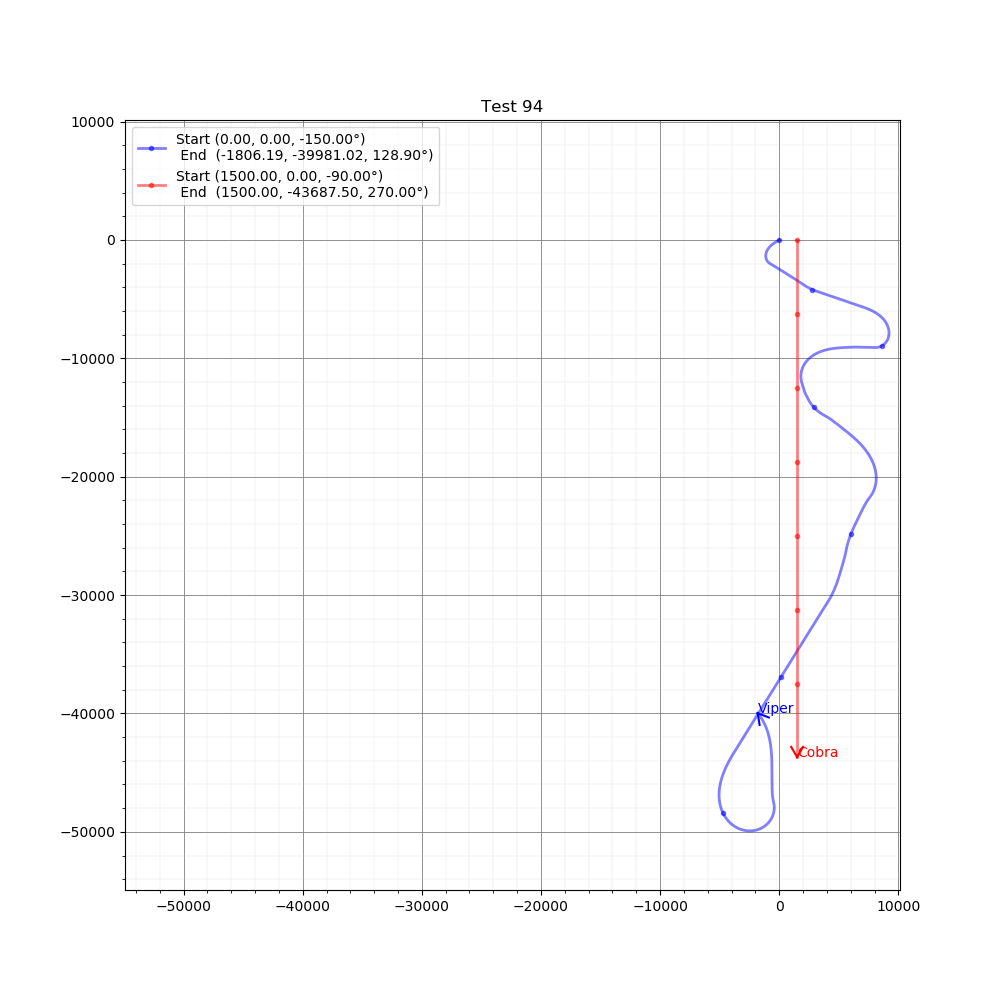 Test 94
Start (0.00, 0.00, -150.00°)
End (-1806.19, -39981.02, 128.90°)
Start (1500.00, 0.00, -90.00°)
End (1500.00, -43687.50, 270.00°)
10000
0
−10000
−20000
−30000
−40000
−50000
Viper
Cobra
−50000 −40000 −30000 −20000 −10000 0 10000